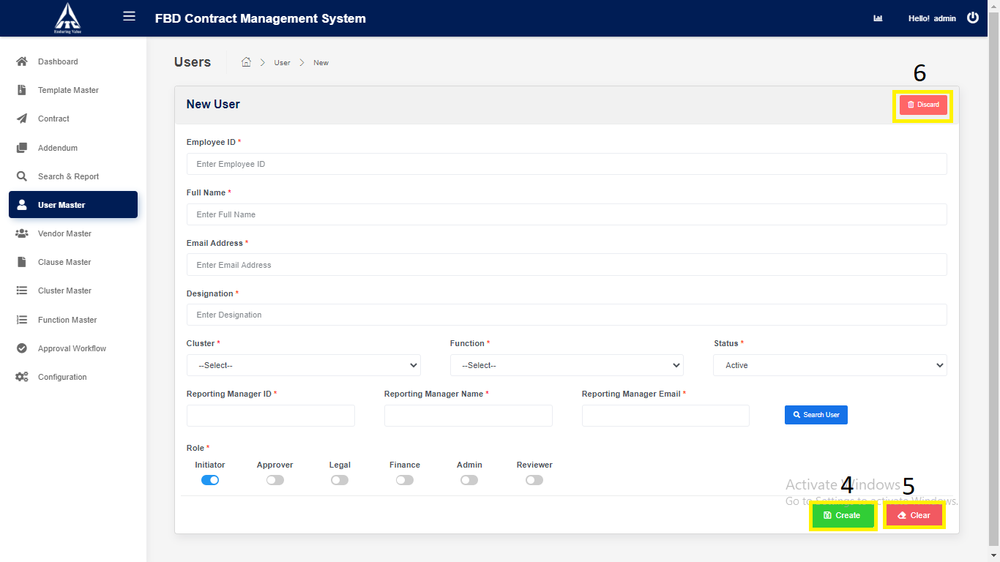 FBD Contract Management System
Hello! admin
ITC
Enduring Value
Dashboard
Template Master
Contract
Addendum
Search & Report
User Master
Vendor Master
Clause Master
Cluster Master
Function Master
Approval Workflow
Configuration
Users
User
New
6
New User
Discard
Employee ID *
Enter Employee ID
Full Name *
Enter Full Name
Email Address *
Enter Email Address
Designation *
Enter Designation
Cluster * Function * Status *
--Select-- --Select-- Active
Reporting Manager ID * Reporting Manager Name * Reporting Manager Email *
Search User
Role *
Initiator Approver Legal Finance Admin Reviewer
Activate Windows
Go to Settings to activate Windows.
4 5
Create Clear